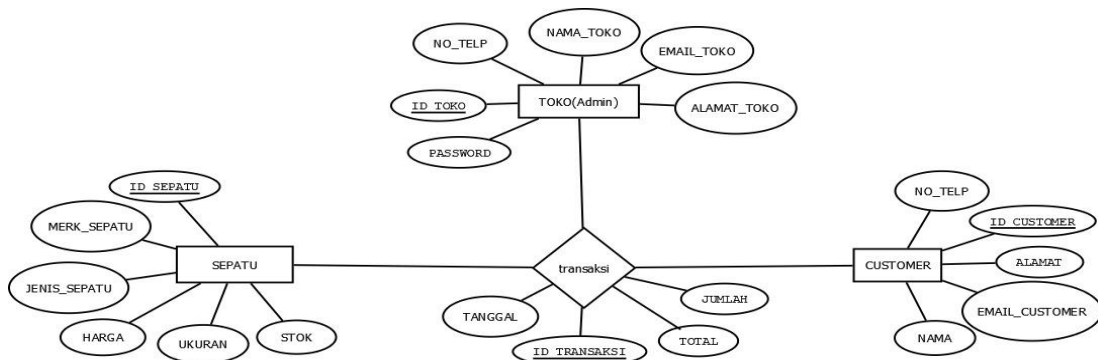 NAMA_TOKO
NO_TELP
EMAIL_TOKO
ID TOKO
TOKO(Admin)
ALAMAT_TOKO
PASSWORD
ID SEPATU
MERK_SEPATU
SEPATU
JENIS_SEPATU
HARGA
UKURAN
STOK
transaksi
TANGGAL
ID TRANSAKSI
TOTAL
JUMLAH
NO_TELP
ID CUSTOMER
CUSTOMER
ALAMAT
EMAIL_CUSTOMER
NAMA